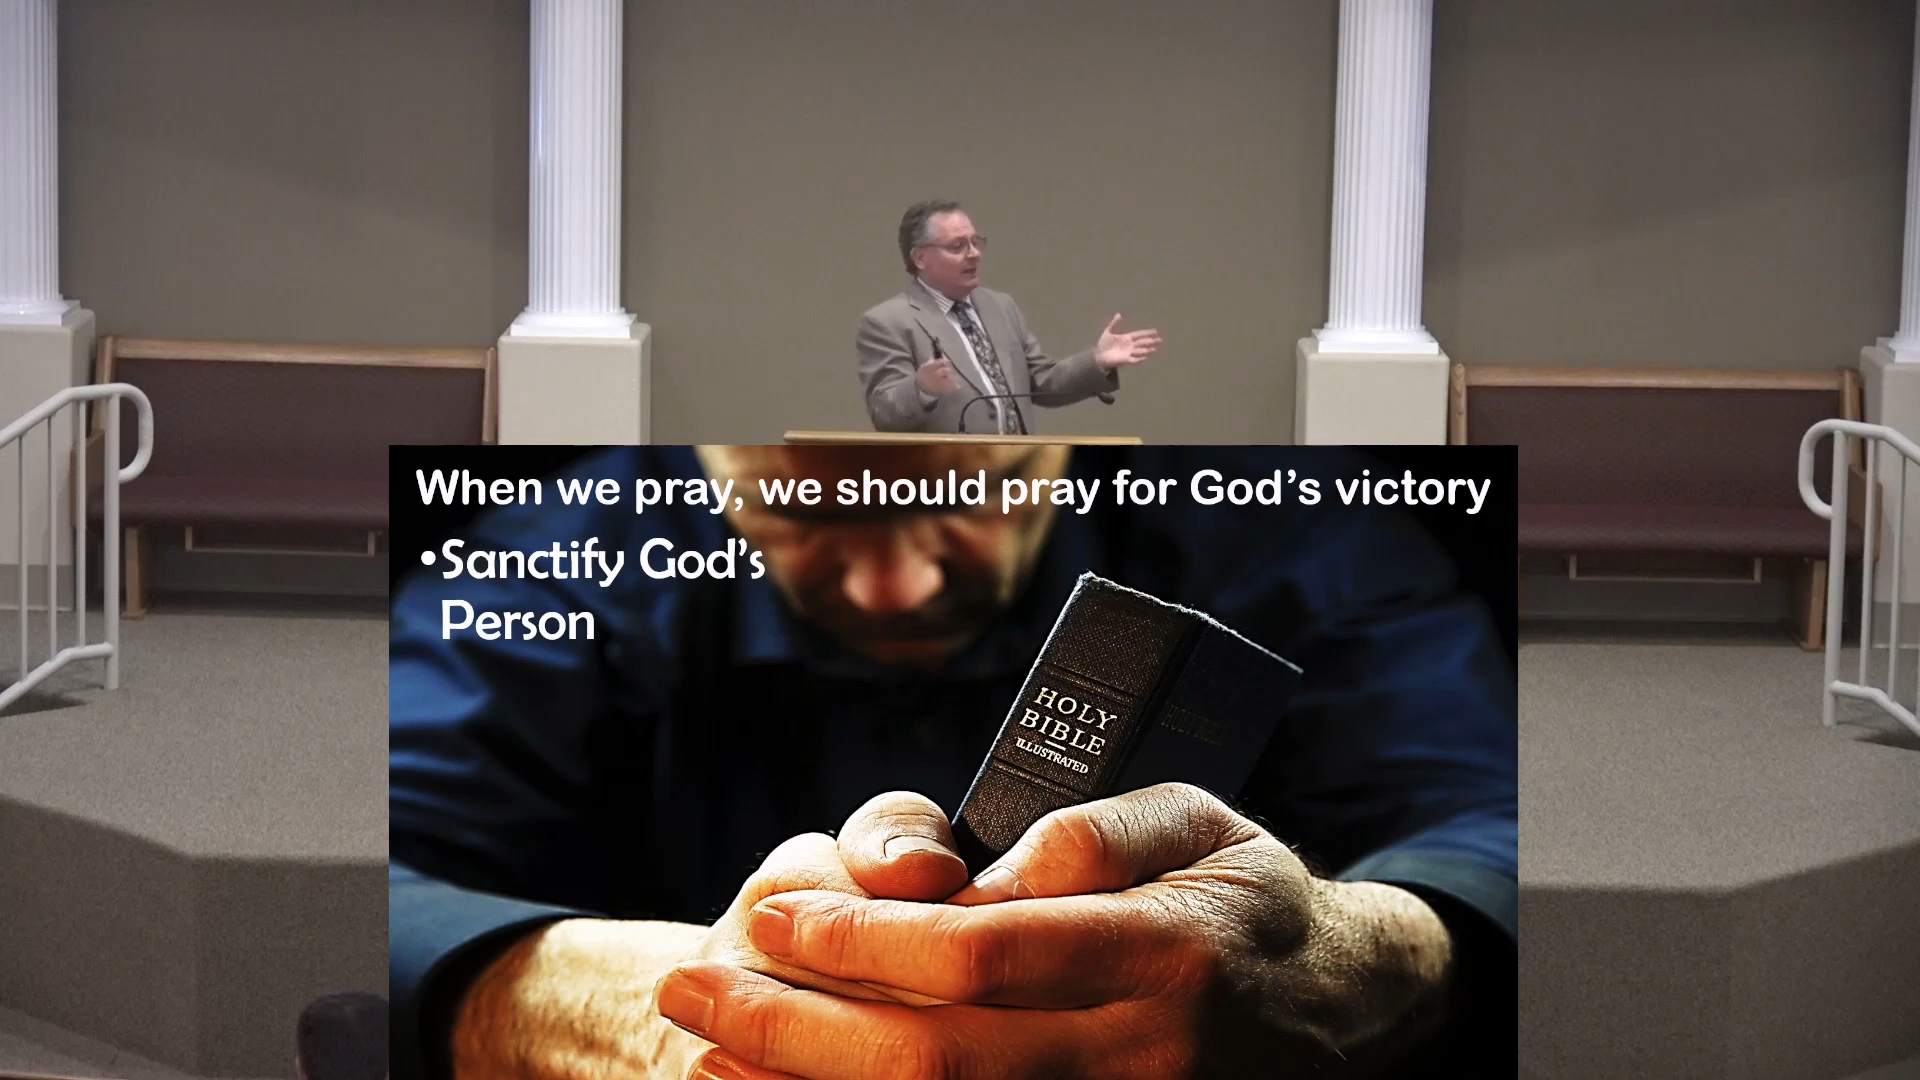 When we pray, we should pray for God's victory
•Sanctify God's
Person
HOLY
BIBLE
ILLUSTRATED